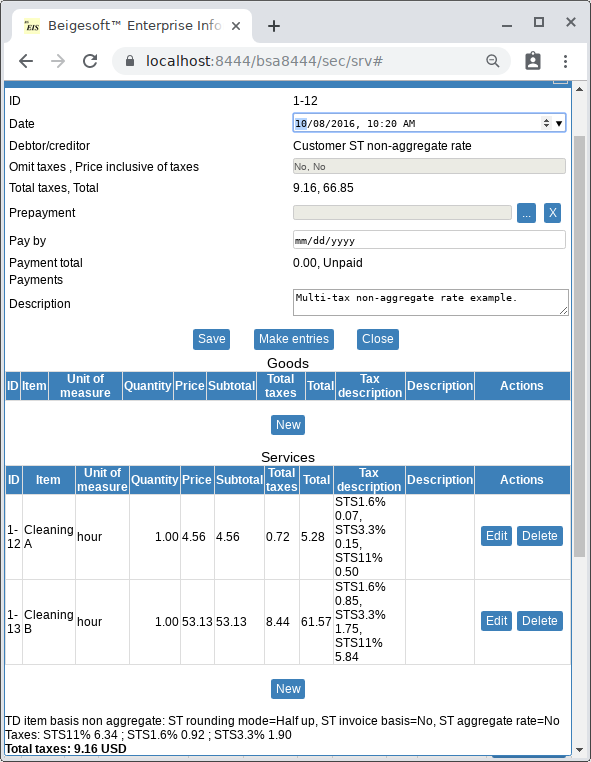 EIS Beigesoft™ Enterprise Info
localhost:8444/bsa8444/sec/srv#
ID 1-12
Date 10/08/2016, 10:20 AM
Debtor/creditor Customer ST non-aggregate rate
Omit taxes , Price inclusive of taxes No, No
Total taxes, Total 9.16, 66.85
Prepayment ... X
Pay by mm/dd/yyyy
Payment total 0.00, Unpaid
Payments
Description Multi-tax non-aggregate rate example.
Save Make entries Close
Goods
ID Item Unit of measure Quantity Price Subtotal Total taxes Total Tax description Description Actions
New
Services
ID Item Unit of measure Quantity Price Subtotal Total taxes Total Tax description Description Actions
1-12 Cleaning A hour 1.00 4.56 4.56 0.72 5.28 STS1.6% 0.07, STS3.3% 0.15, STS11% 0.50 Edit Delete
1-13 Cleaning B hour 1.00 53.13 53.13 8.44 61.57 STS1.6% 0.85, STS3.3% 1.75, STS11% 5.84 Edit Delete
New
TD item basis non aggregate: ST rounding mode=Half up, ST invoice basis=No, ST aggregate rate=No
Taxes: STS11% 6.34 ; STS1.6% 0.92 ; STS3.3% 1.90
Total taxes: 9.16 USD